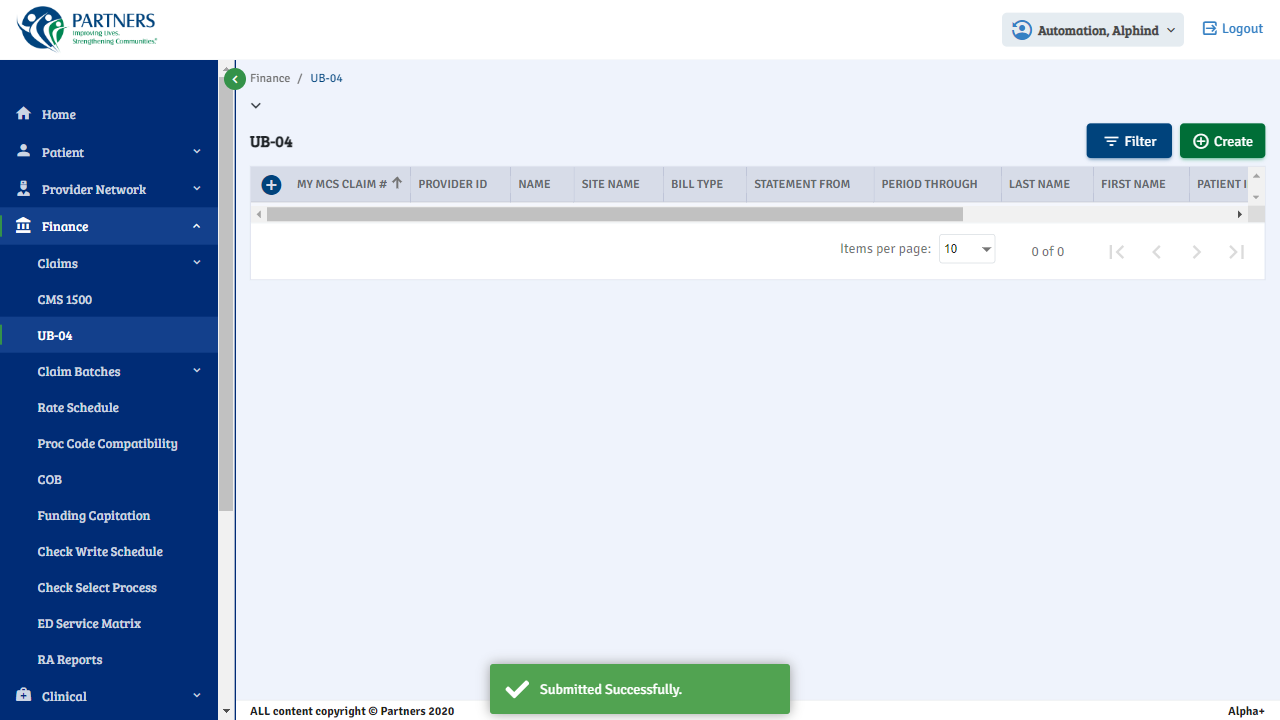 PARTNERS
Improving Lives.
Strengthening Communities.®
Automation, Alphind
Logout
Home
Patient
Provider Network
Finance
Claims
CMS 1500
UB-04
Claim Batches
Rate Schedule
Proc Code Compatibility
COB
Funding Capitation
Check Write Schedule
Check Select Process
ED Service Matrix
RA Reports
Clinical
Finance / UB-04
UB-04
Filter
Create
MY MCS CLAIM # PROVIDER ID NAME SITE NAME BILL TYPE STATEMENT FROM PERIOD THROUGH LAST NAME FIRST NAME PATIENT I
Items per page: 10 0 of 0
Submitted Successfully.
ALL content copyright © Partners 2020
Alpha+